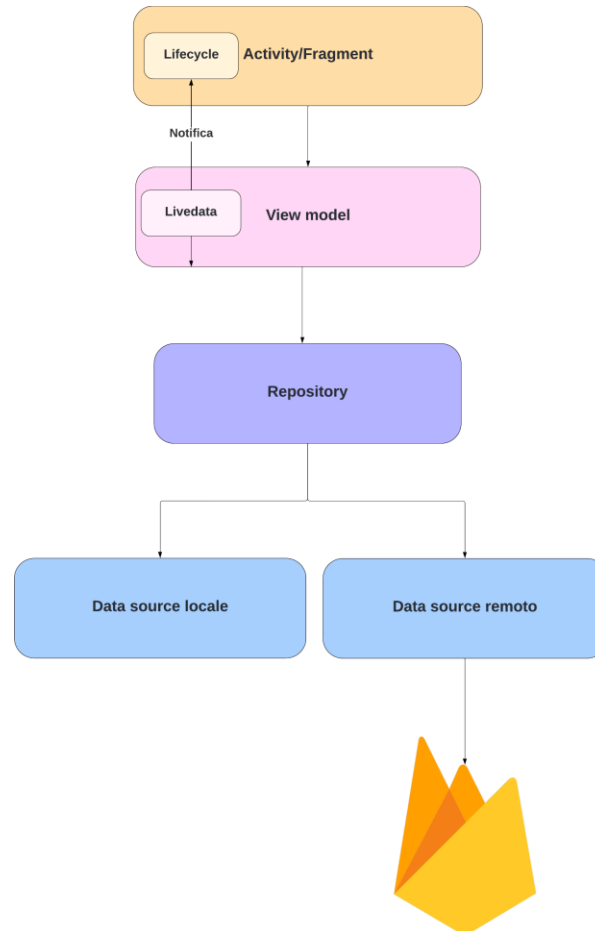 Lifecycle
Activity/Fragment
Notifica
Livedata
View model
Repository
Data source locale
Data source remoto